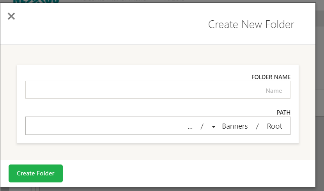 Create New Folder
FOLDER NAME
Name
PATH
... / Banners / Root
Create Folder